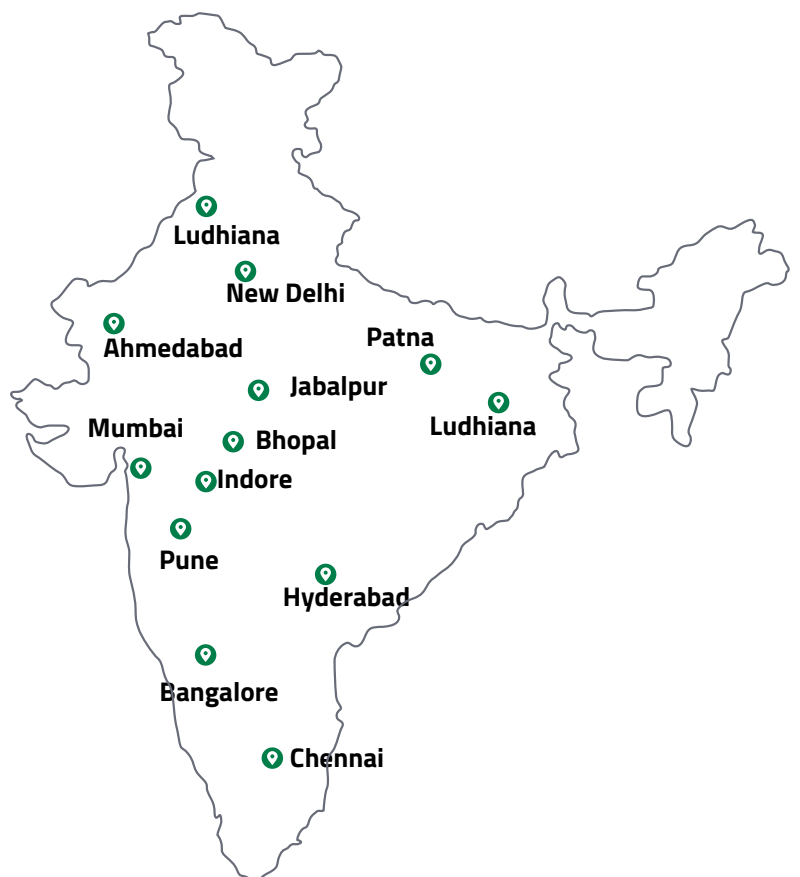 Ludhiana
New Delhi
Patna
Ahmedabad
Jabalpur
Ludhiana
Mumbai
Bhopal
Indore
Pune
Hyderabad
Bangalore
Chennai